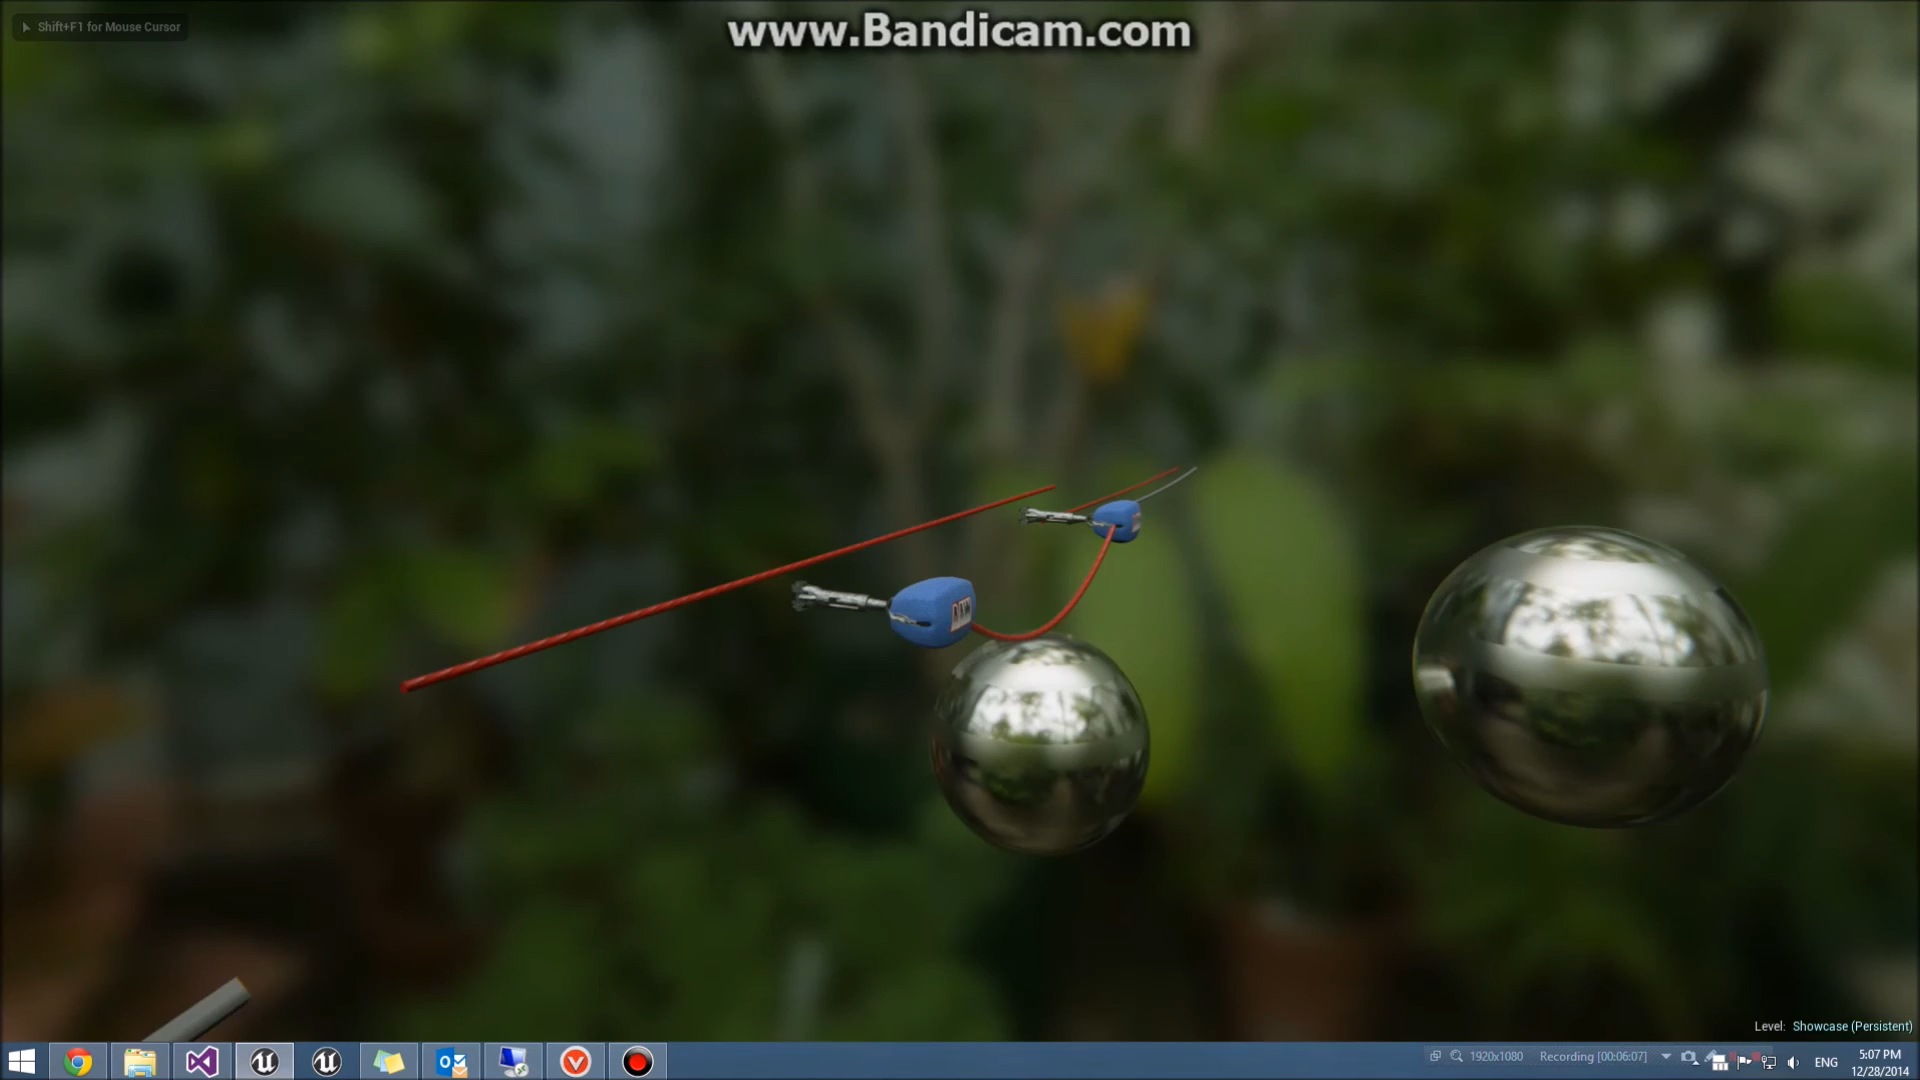 www.Bandicam.com
Shift+F1 for Mouse Cursor
Level: Showcase (Persistent)
1920x1080 Recording [00:06:07]
ENG
5:07 PM
12/28/2014